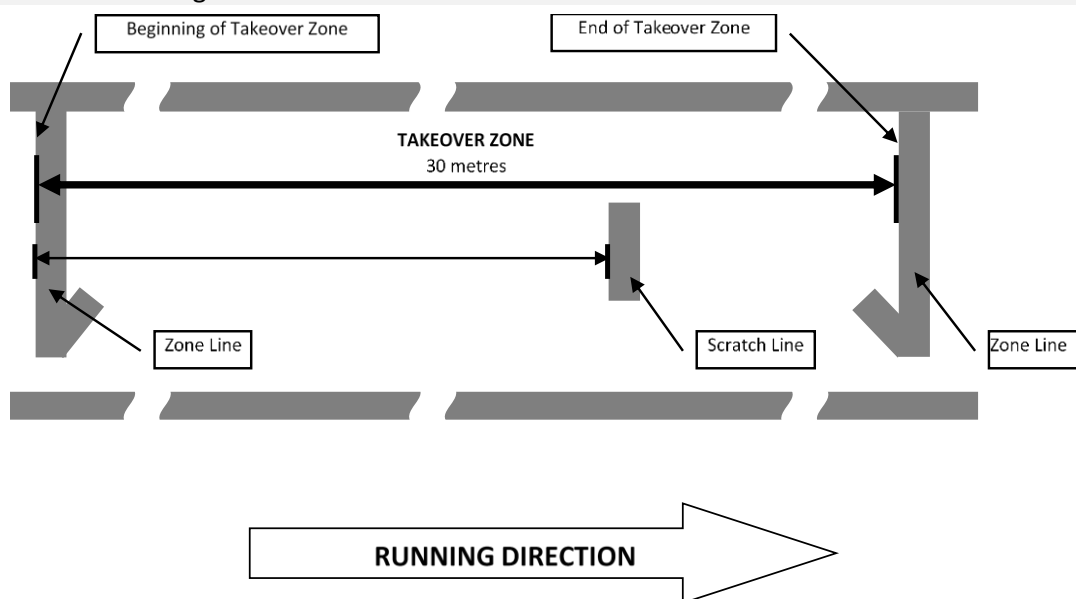 Beginning of Takeover Zone
End of Takeover Zone
TAKEOVER ZONE
30 metres
Zone Line
Scratch Line
Zone Line
RUNNING DIRECTION